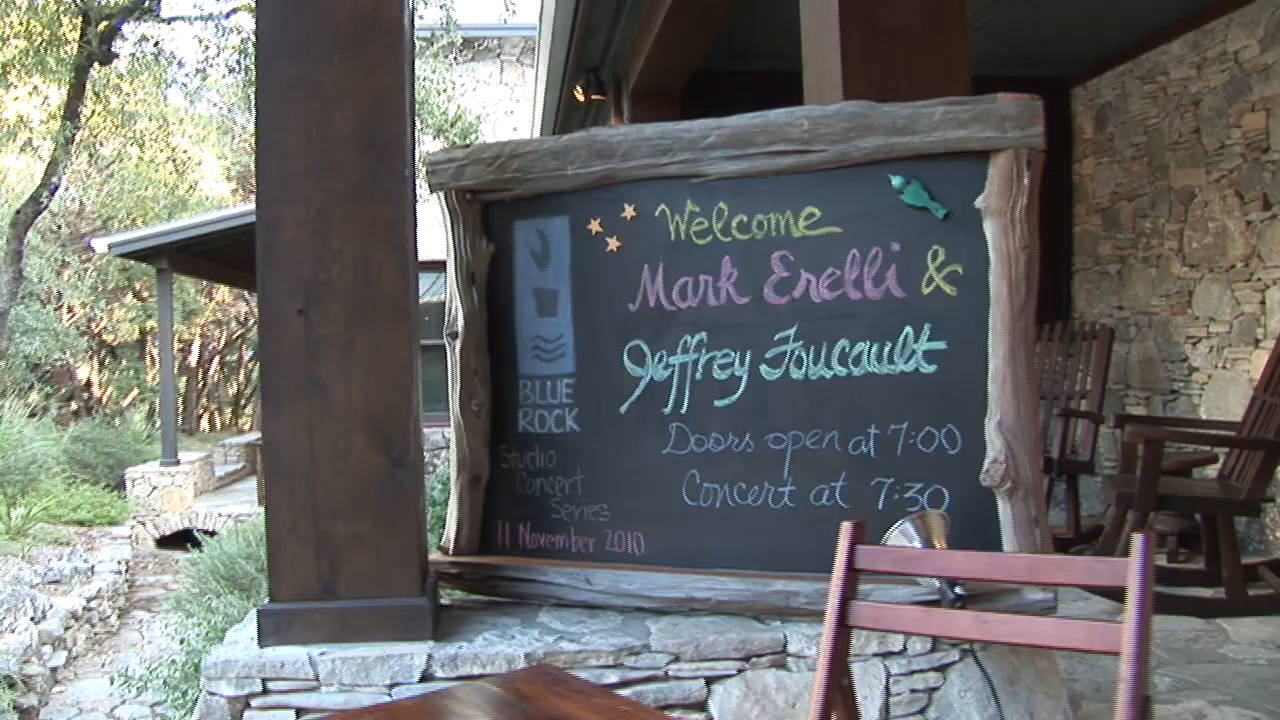 Welcome
Mark Erelli &
Jeffrey Foucault
Doors open at 7:00
Concert at 7:30
BLUE
ROCK
Studio
Concert
Series
11 November 2010